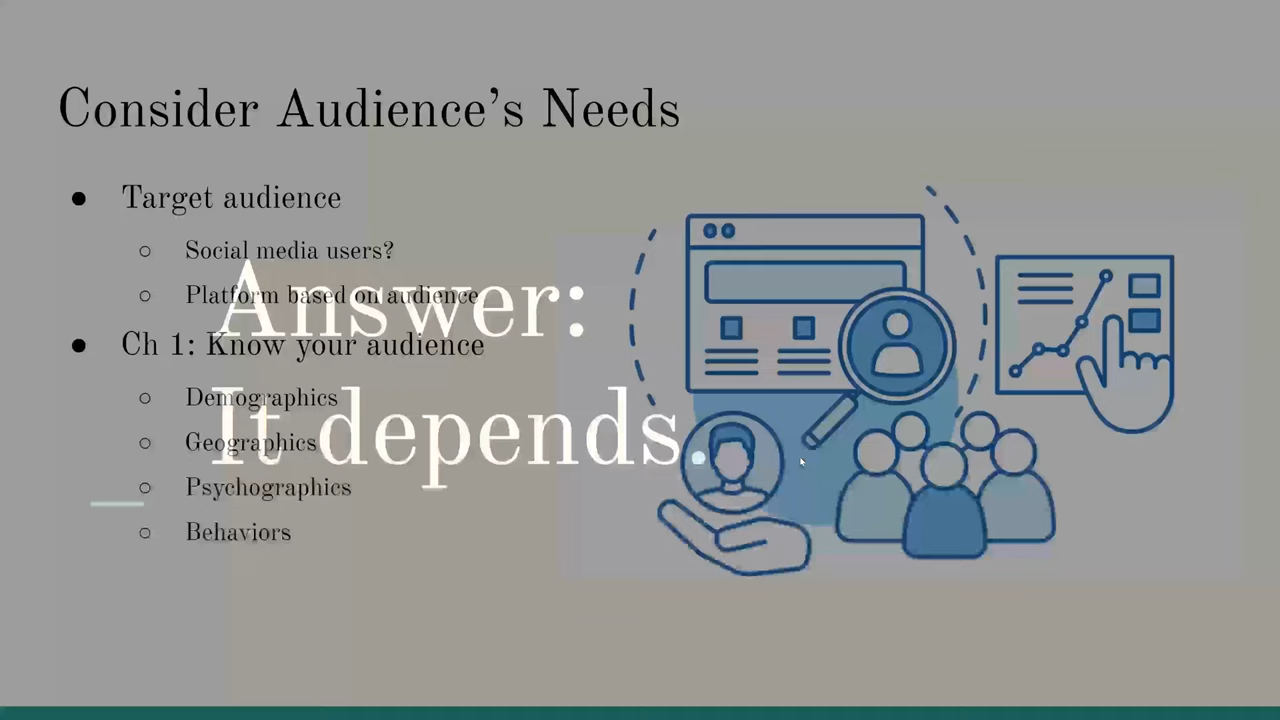 Consider Audience’s Needs
● Target audience
○ Social media users?
○ Platform based on audience
● Ch 1: Know your audience
○ Demographics
○ Geographics
○ Psychographics
○ Behaviors
Answer:
It depends.